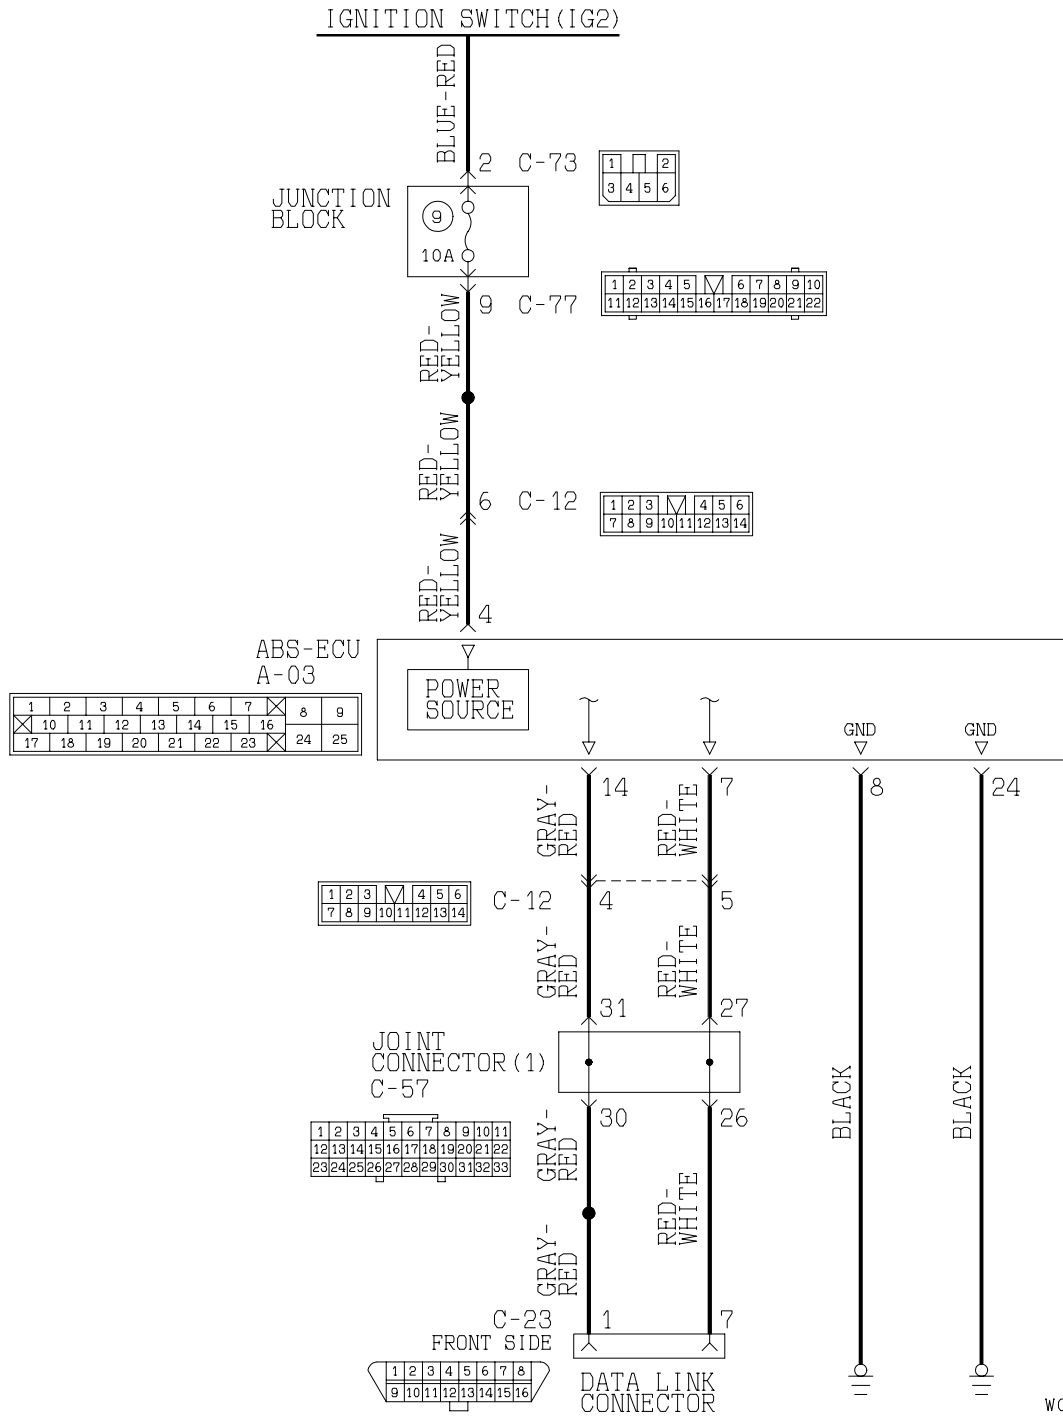 IGNITION SWITCH(IG2)
BLUE-RED
2 C-73
1 2
3 4 5 6
JUNCTION
BLOCK
9
10A
9 C-77
1 2 3 4 5 6 7 8 9 10
11 12 13 14 15 16 17 18 19 20 21 22
RED-
YELLOW
RED-
YELLOW
6 C-12
1 2 3 4 5 6
7 8 9 10 11 12 13 14
RED-
YELLOW
4
ABS-ECU
A-03
1 2 3 4 5 6 7 8 9
10 11 12 13 14 15 16
17 18 19 20 21 22 23 24 25
POWER
SOURCE
GND GND
14 7 8 24
GRAY-
RED
RED-
WHITE
C-12 4 5
1 2 3 4 5 6
7 8 9 10 11 12 13 14
GRAY-
RED
RED-
WHITE
31 27
JOINT
CONNECTOR(1)
C-57
1 2 3 4 5 6 7 8 9 10 11
12 13 14 15 16 17 18 19 20 21 22
23 24 25 26 27 28 29 30 31 32 33
30 26
BLACK
BLACK
GRAY-
RED
RED-
WHITE
GRAY-
RED
C-23 1 7
FRONT SIDE
1 2 3 4 5 6 7 8
9 10 11 12 13 14 15 16
DATA LINK
CONNECTOR